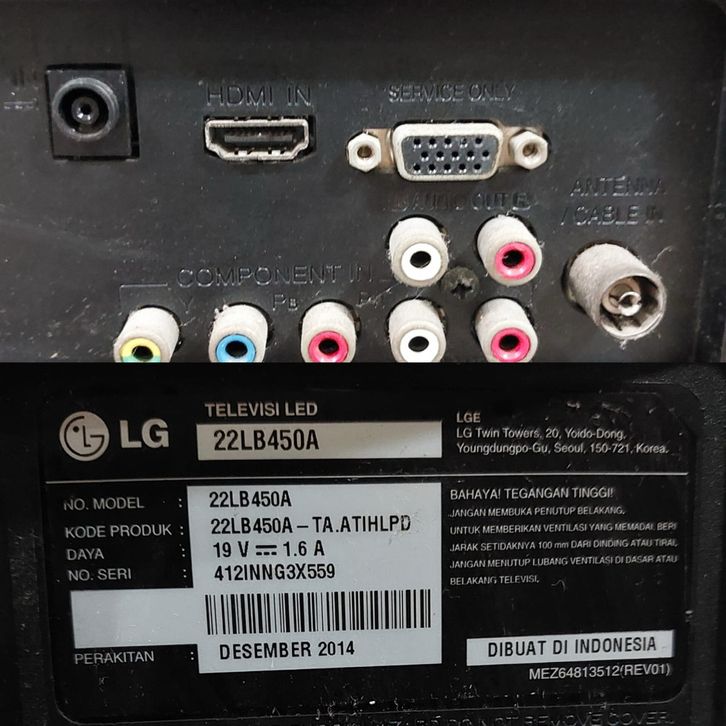 IN
HDMI IN
SERVICE ONLY
AUDIO OUT
ANTENNA
/ CABLE IN
COMPONENT IN
Y
PB
LG
TELEVISI LED
22LB450A
LGE
LG Twin Towers, 20, Yoido-Dong,
Youngdungpo-Gu, Seoul, 150-721, Korea.
NO. MODEL : 22LB450A
KODE PRODUK : 22LB450A-TA.ATIHLPD
DAYA : 19 V ⎓ 1.6 A
NO. SERI : 412INNG3X559
PERAKITAN : DESEMBER 2014
BAHAYA! TEGANGAN TINGGI!
JANGAN MEMBUKA PENUTUP BELAKANG.
UNTUK MEMBERIKAN VENTILASI YANG MEMADAI, BERI
JARAK SETIDAKNYA 100 mm DARI DINDING ATAU TIRAI,
JANGAN MENUTUP LUBANG VENTILASI DI DASAR ATAU
BELAKANG TELEVISI.
DIBUAT DI INDONESIA
MEZ64813512(REV01)